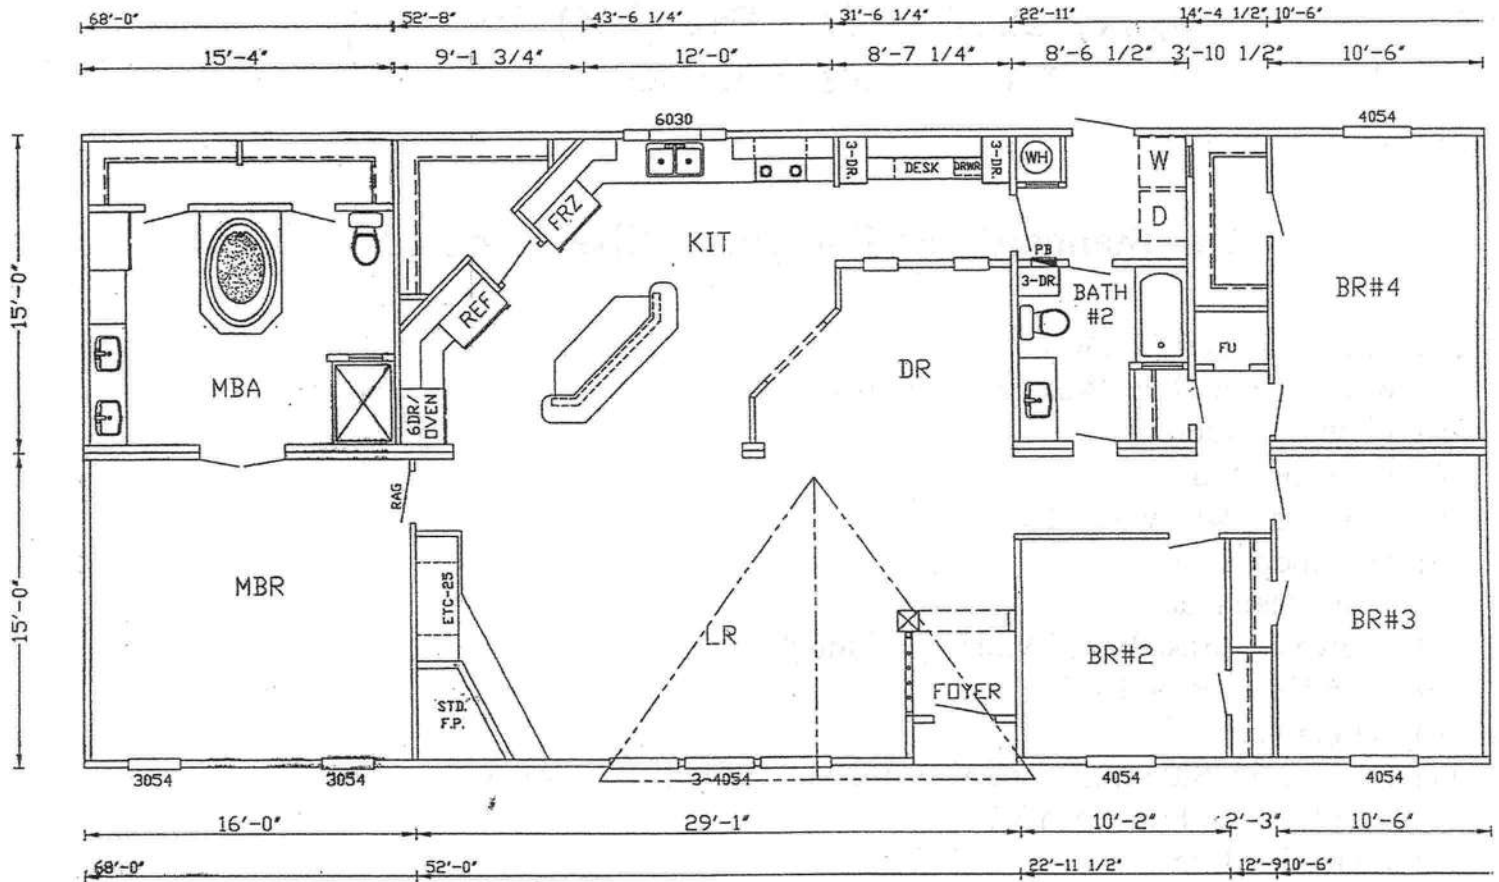 68'-0" 52'-8" 43'-6 1/4" 31'-6 1/4" 22'-11" 14'-4 1/2" 10'-6"
15'-4" 9'-1 3/4" 12'-0" 8'-7 1/4" 8'-6 1/2" 3'-10 1/2" 10'-6"
6030
4054
3-DR.
DESK
DRWR
3-DR.
WH
W
D
FRZ
KIT
PB
3-DR.
BATH
#2
BR#4
15'-0"
REF
FU
MBA
DR
6DR/
OVEN
RAG
MBR
ETC-25
LR
BR#2
BR#3
15'-0"
FOYER
STD.
F.P.
3054
3054
3-4054
4054
4054
16'-0" 29'-1" 10'-2" 2'-3" 10'-6"
68'-0" 52'-0" 22'-11 1/2" 12'-9" 10'-6"